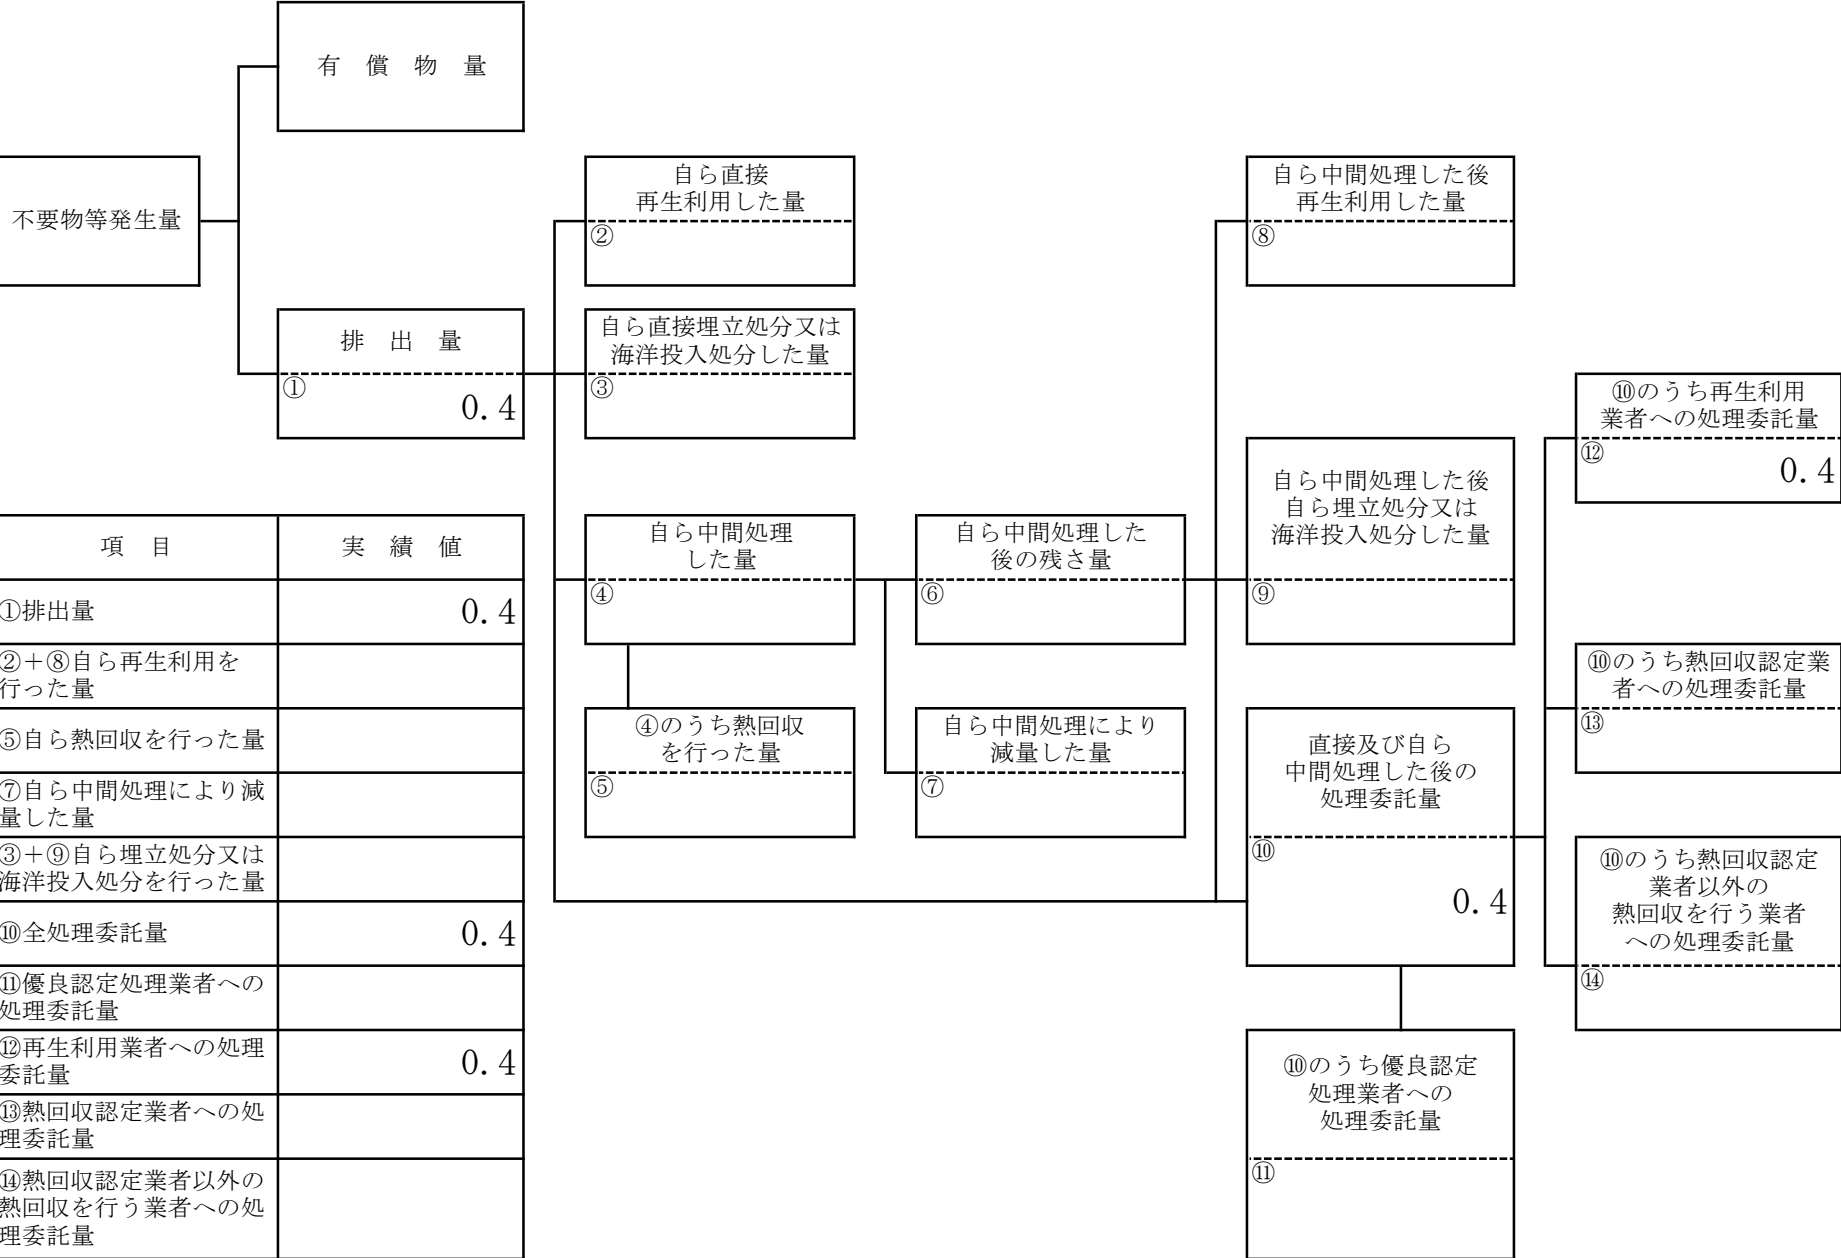 有 償 物 量
不要物等発生量
自ら直接
再生利用した量
②
自ら中間処理した後
再生利用した量
⑧
排 出 量
①
0.4
自ら直接埋立処分又は
海洋投入処分した量
③
⑩のうち再生利用
業者への処理委託量
⑫
0.4
自ら中間処理した後
自ら埋立処分又は
海洋投入処分した量
⑨
自ら中間処理
した量
④
自ら中間処理した
後の残さ量
⑥
④のうち熱回収
を行った量
⑤
自ら中間処理により
減量した量
⑦
直接及び自ら
中間処理した後の
処理委託量
⑩
0.4
⑩のうち熱回収認定業
者への処理委託量
⑬
⑩のうち熱回収認定
業者以外の
熱回収を行う業者
への処理委託量
⑭
⑩のうち優良認定
処理業者への
処理委託量
⑪
項 目
実 績 値
①排出量
0.4
②＋⑧自ら再生利用を
行った量
⑤自ら熱回収を行った量
⑦自ら中間処理により減
量した量
③＋⑨自ら埋立処分又は
海洋投入処分を行った量
⑩全処理委託量
0.4
⑪優良認定処理業者への
処理委託量
⑫再生利用業者への処理
委託量
0.4
⑬熱回収認定業者への処
理委託量
⑭熱回収認定業者以外の
熱回収を行う業者への処
理委託量